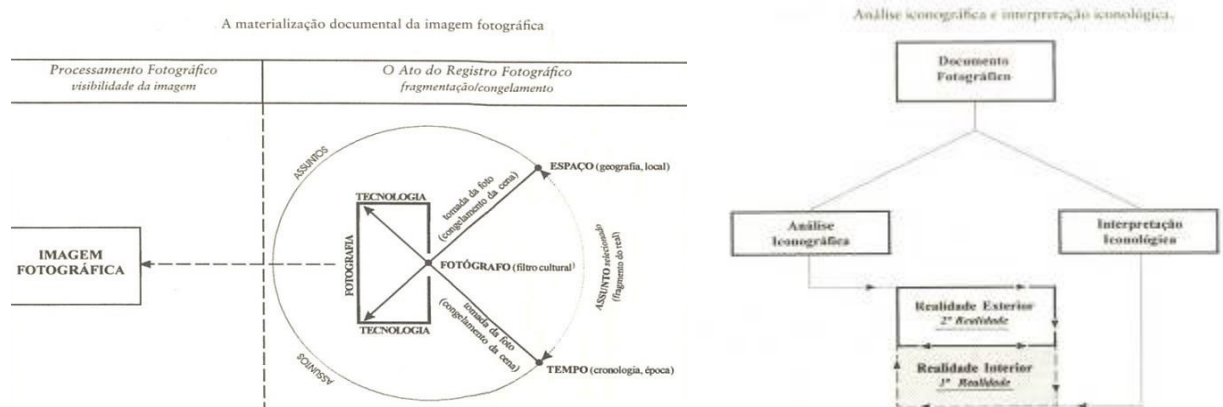 A materialização documental da imagem fotográfica
Processamento Fotográfico
visibilidade da imagem
O Ato do Registro Fotográfico
fragmentação/congelamento
ASSUNTOS
ESPAÇO (geografia, local)
TECNOLOGIA
tomada da foto
(congelamento da cena)
IMAGEM
FOTOGRÁFICA
FOTOGRAFIA
FOTÓGRAFO (filtro cultural)
ASSUNTO selecionado
(fragmento do real)
TECNOLOGIA
tomada da foto
(congelamento da cena)
ASSUNTOS
TEMPO (cronologia, época)
Análise iconográfica e interpretação iconológica.
Documento
Fotográfico
Análise
Iconográfica
Interpretação
Iconológica
Realidade Exterior
2ª Realidade
Realidade Interior
1ª Realidade